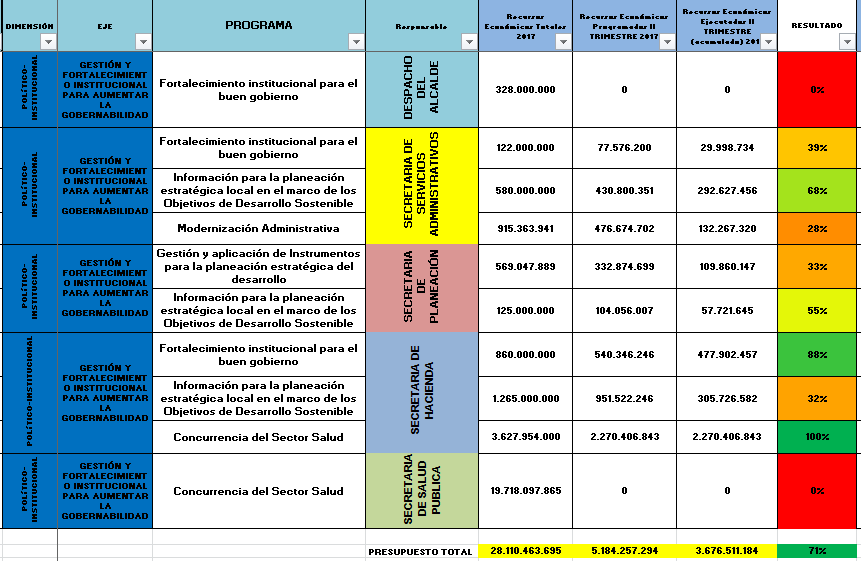 DIMENSIÓN EJE PROGRAMA Responsable Recursos Económicos Totales 2017 Recursos Económicos Programados II TRIMESTRE 2017 Recursos Económicos Ejecutados II TRIMESTRE (acumulado) 201 RESULTADO
POLÍTICO-
INSTITUCIONAL
GESTIÓN Y
FORTALECIMIENT
O INSTITUCIONAL
PARA AUMENTAR
LA
GOBERNABILIDAD
Fortalecimiento institucional para el
buen gobierno
DESPACHO
DEL
ALCALDE
328.000.000 0 0 0%
POLÍTICO-
INSTITUCIONAL
GESTIÓN Y
FORTALECIMIENT
O INSTITUCIONAL
PARA AUMENTAR
LA
GOBERNABILIDAD
Fortalecimiento institucional para el
buen gobierno
SECRETARIA DE
SERVICIOS
ADMINISTRATIVOS
122.000.000 77.576.200 29.998.734 39%
Información para la planeación
estratégica local en el marco de los
Objetivos de Desarrollo Sostenible
580.000.000 430.800.351 292.627.456 68%
Modernización Administrativa 915.363.941 476.674.702 132.267.320 28%
POLÍTICO-
INSTITUCIONAL
GESTIÓN Y
FORTALECIMIENT
O INSTITUCIONAL
PARA AUMENTAR
LA
GOBERNABILIDAD
Gestión y aplicación de Instrumentos
para la planeación estratégica del
desarrollo
SECRETARIA
DE
PLANEACIÓN
569.047.889 332.874.699 109.860.147 33%
Información para la planeación
estratégica local en el marco de los
Objetivos de Desarrollo Sostenible
125.000.000 104.056.007 57.721.645 55%
POLÍTICO-INSTITUCIONAL
GESTIÓN Y
FORTALECIMIENT
O INSTITUCIONAL
PARA AUMENTAR
LA
GOBERNABILIDAD
Fortalecimiento institucional para el
buen gobierno
SECRETARIA DE
HACIENDA
860.000.000 540.346.246 477.902.457 88%
Información para la planeación
estratégica local en el marco de los
Objetivos de Desarrollo Sostenible
1.265.000.000 951.522.246 305.726.582 32%
Concurrencia del Sector Salud 3.627.954.000 2.270.406.843 2.270.406.843 100%
POLÍTICO-
INSTITUCIONAL
GESTIÓN Y
FORTALECIMIENT
O INSTITUCIONAL
PARA AUMENTAR
LA
GOBERNABILIDAD
Concurrencia del Sector Salud
SECRETARIA
DE SALUD
PUBLICA
19.718.097.865 0 0 0%
PRESUPUESTO TOTAL 28.110.463.695 5.184.257.294 3.676.511.184 71%